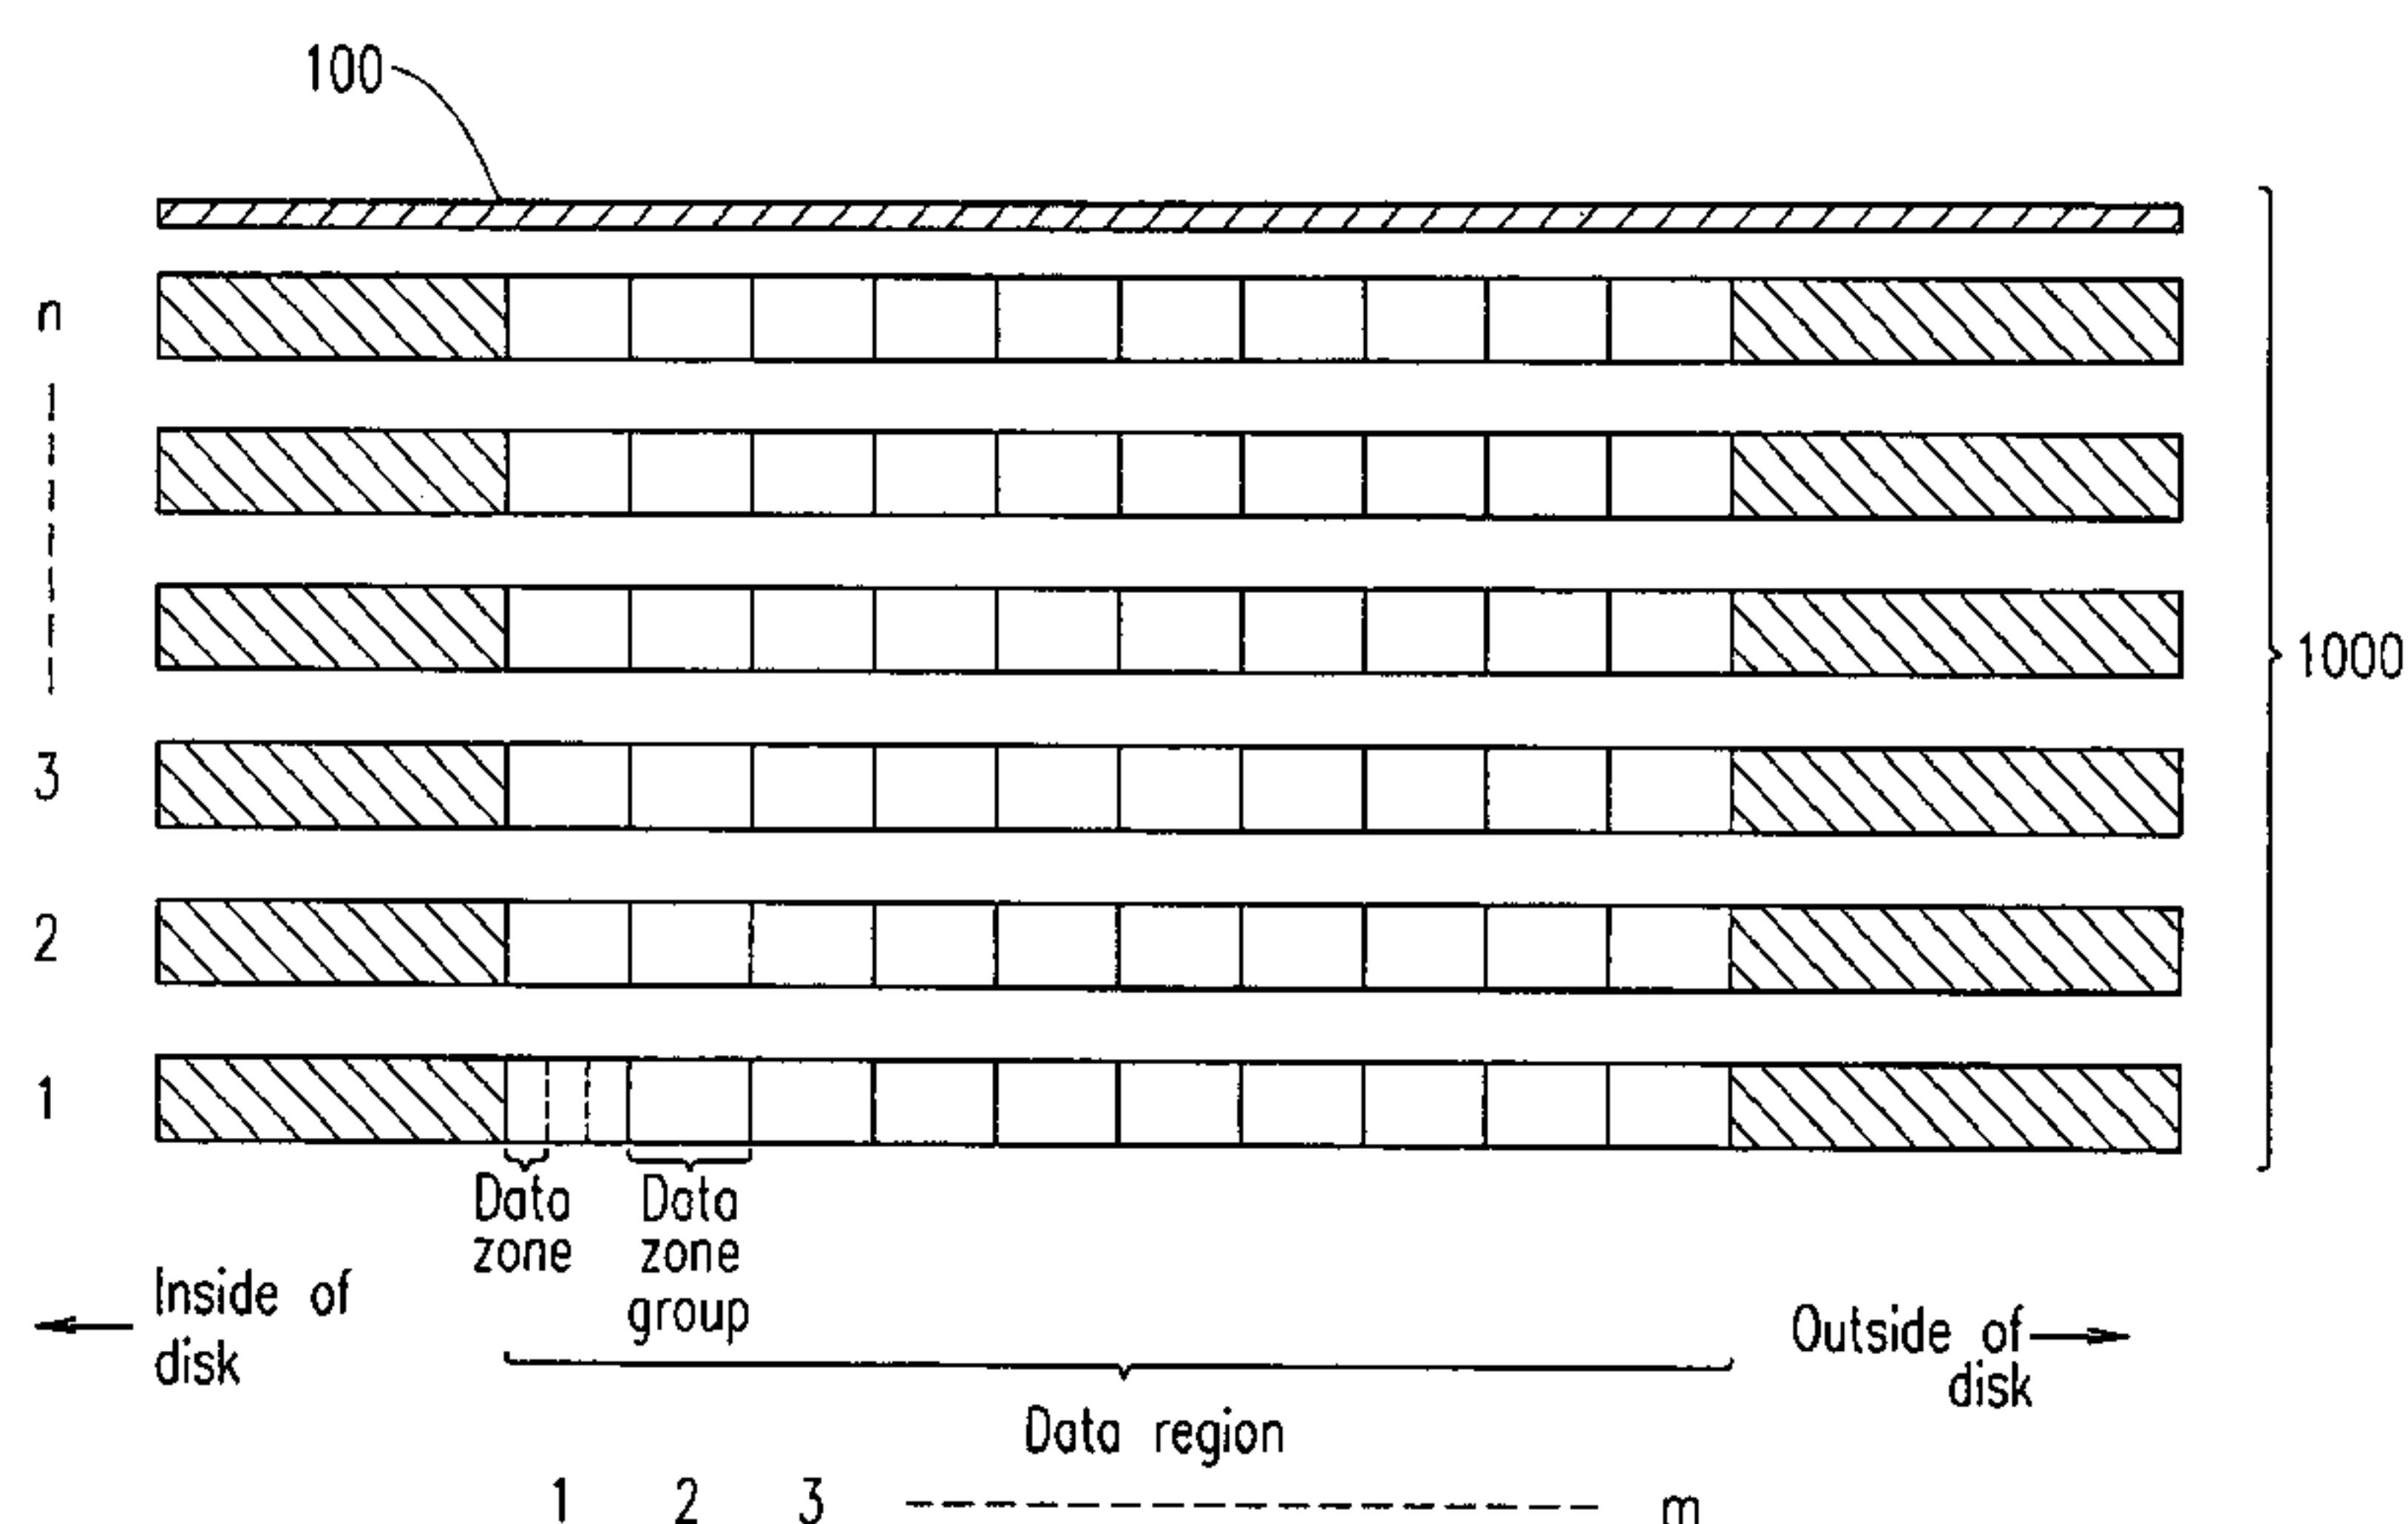 100
n
3
2
1
1000
Data
zone
Data
zone
group
Inside of
disk
Outside of
disk
Data region
1 2 3 m